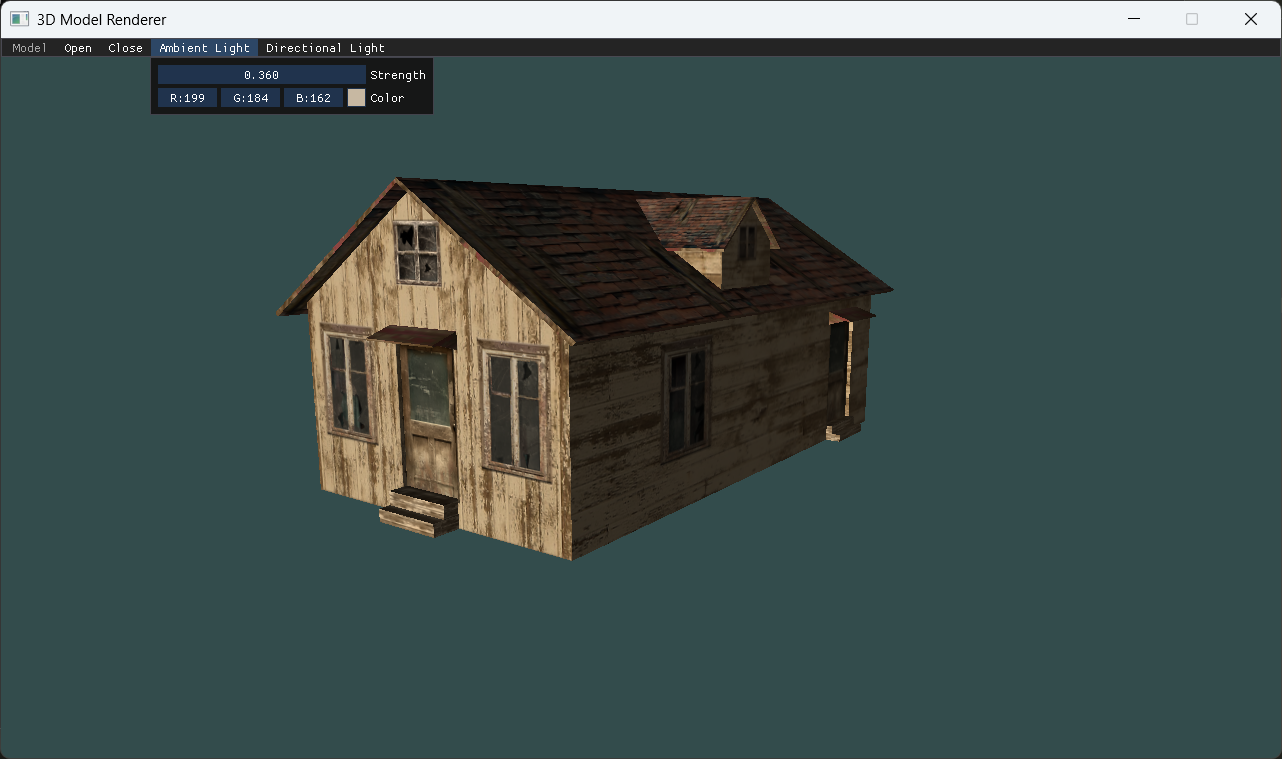 3D Model Renderer
Model Open Close Ambient Light Directional Light
0.360 Strength
R:199 G:184 B:162 Color